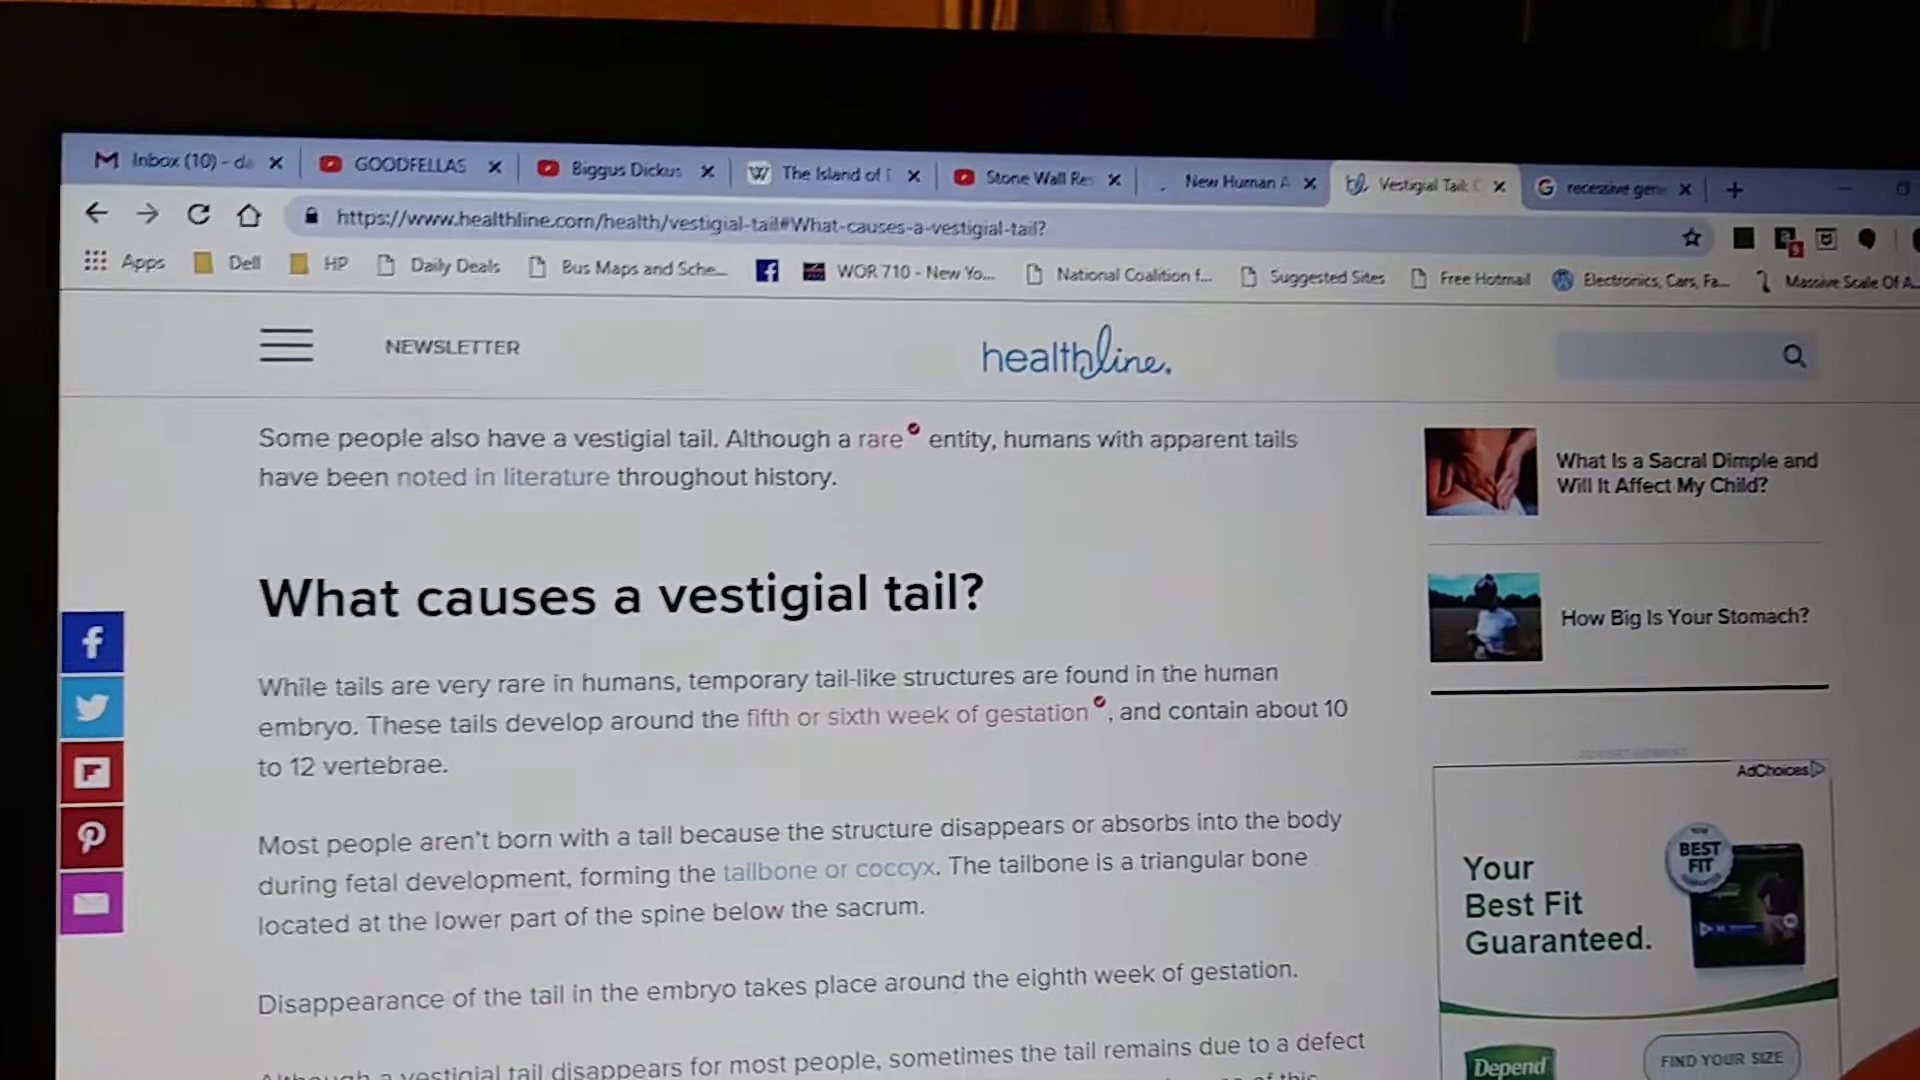 Inbox (10) - d
GOODFELLAS
Biggus Dickus
The Island of
Stone Wall Re
New Human A
Vestigial Tail: C
recessive gen
https://www.healthline.com/health/vestigial-tail#What-causes-a-vestigial-tail?
Apps
Dell
HP
Daily Deals
Bus Maps and Sche...
WOR 710 - New Yo...
National Coalition f...
Suggested Sites
Free Hotmail
Electronics, Cars, Fa...
Massive Scale Of A
NEWSLETTER
healthline.
Some people also have a vestigial tail. Although a rare entity, humans with apparent tails
have been noted in literature throughout history.
What causes a vestigial tail?
While tails are very rare in humans, temporary tail-like structures are found in the human
embryo. These tails develop around the fifth or sixth week of gestation, and contain about 10
to 12 vertebrae.
Most people aren't born with a tail because the structure disappears or absorbs into the body
during fetal development, forming the tailbone or coccyx. The tailbone is a triangular bone
located at the lower part of the spine below the sacrum.
Disappearance of the tail in the embryo takes place around the eighth week of gestation.
Although a vestigial tail disappears for most people, sometimes the tail remains due to a defect
of this
What Is a Sacral Dimple and
Will It Affect My Child?
How Big Is Your Stomach?
ADVERTISEMENT
AdChoices
Your
Best Fit
Guaranteed.
BEST
FIT
Depend
FIND YOUR SIZE